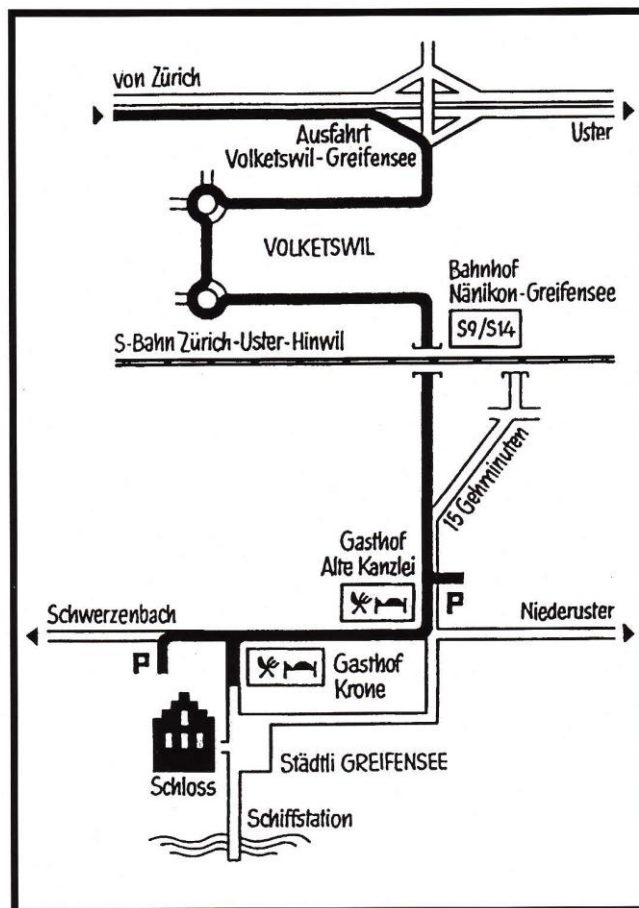 von Zürich
Ausfahrt
Volketswil-Greifensee
Uster
VOLKETSWIL
Bahnhof
Nänikon-Greifensee
S9/S14
S-Bahn Zürich-Uster-Hinwil
15 Gehminuten
Gasthof
Alte Kanzlei
P
Schwerzenbach
Niederuster
P
Gasthof
Krone
Städtli GREIFENSEE
Schloss
Schiffstation